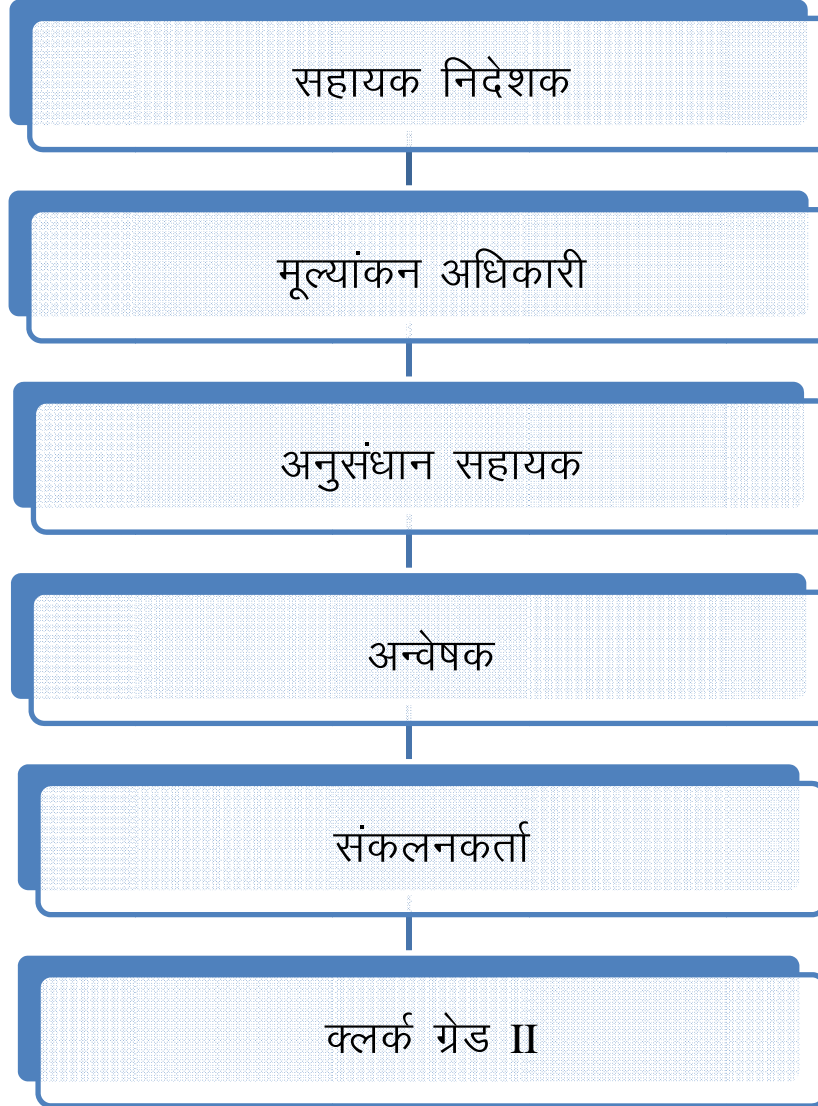 सहायक निदेशक
मूल्यांकन अधिकारी
अनुसंधान सहायक
अन्वेषक
संकलनकर्ता
क्लर्क ग्रेड II